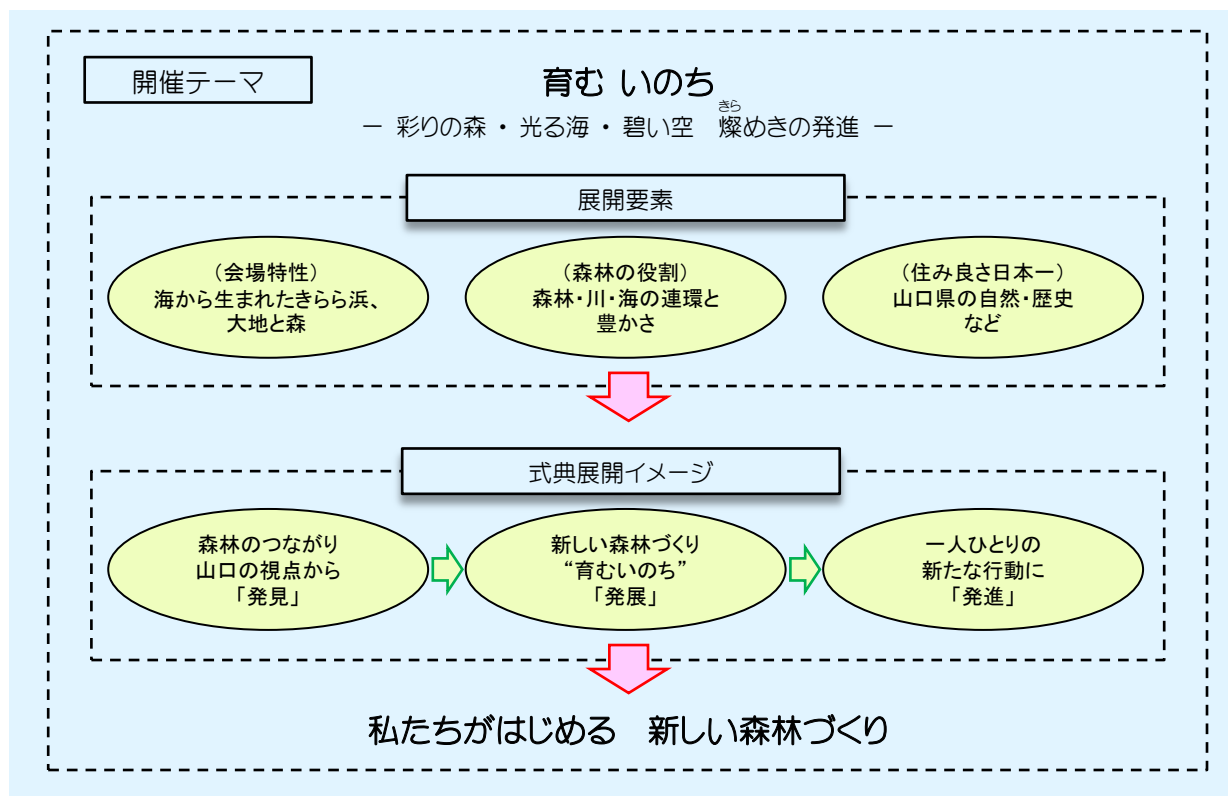 開催テーマ
育む いのち
きら
― 彩りの森 ・ 光る海 ・ 碧い空　燦めきの発進 ―
展開要素
（会場特性）
海から生まれたきらら浜、
大地と森
（森林の役割）
森林・川・海の連環と
豊かさ
（住み良さ日本一）
山口県の自然・歴史
など
式典展開イメージ
森林のつながり
山口の視点から
「発見」
新しい森林づくり
“育むいのち”
「発展」
一人ひとりの
新たな行動に
「発進」
私たちがはじめる　新しい森林づくり